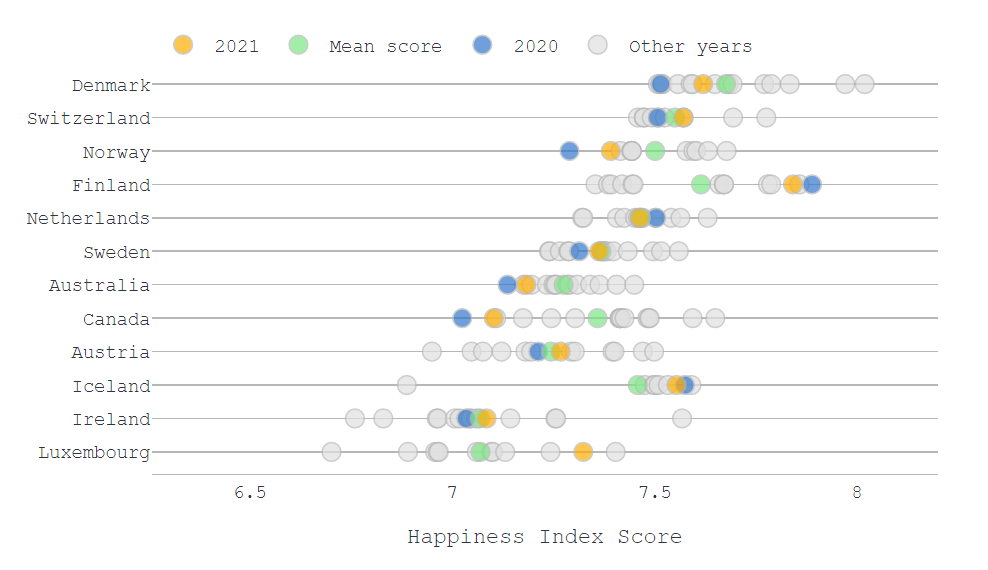 2021 Mean score 2020 Other years
Denmark
Switzerland
Norway
Finland
Netherlands
Sweden
Australia
Canada
Austria
Iceland
Ireland
Luxembourg
6.5 7 7.5 8
Happiness Index Score